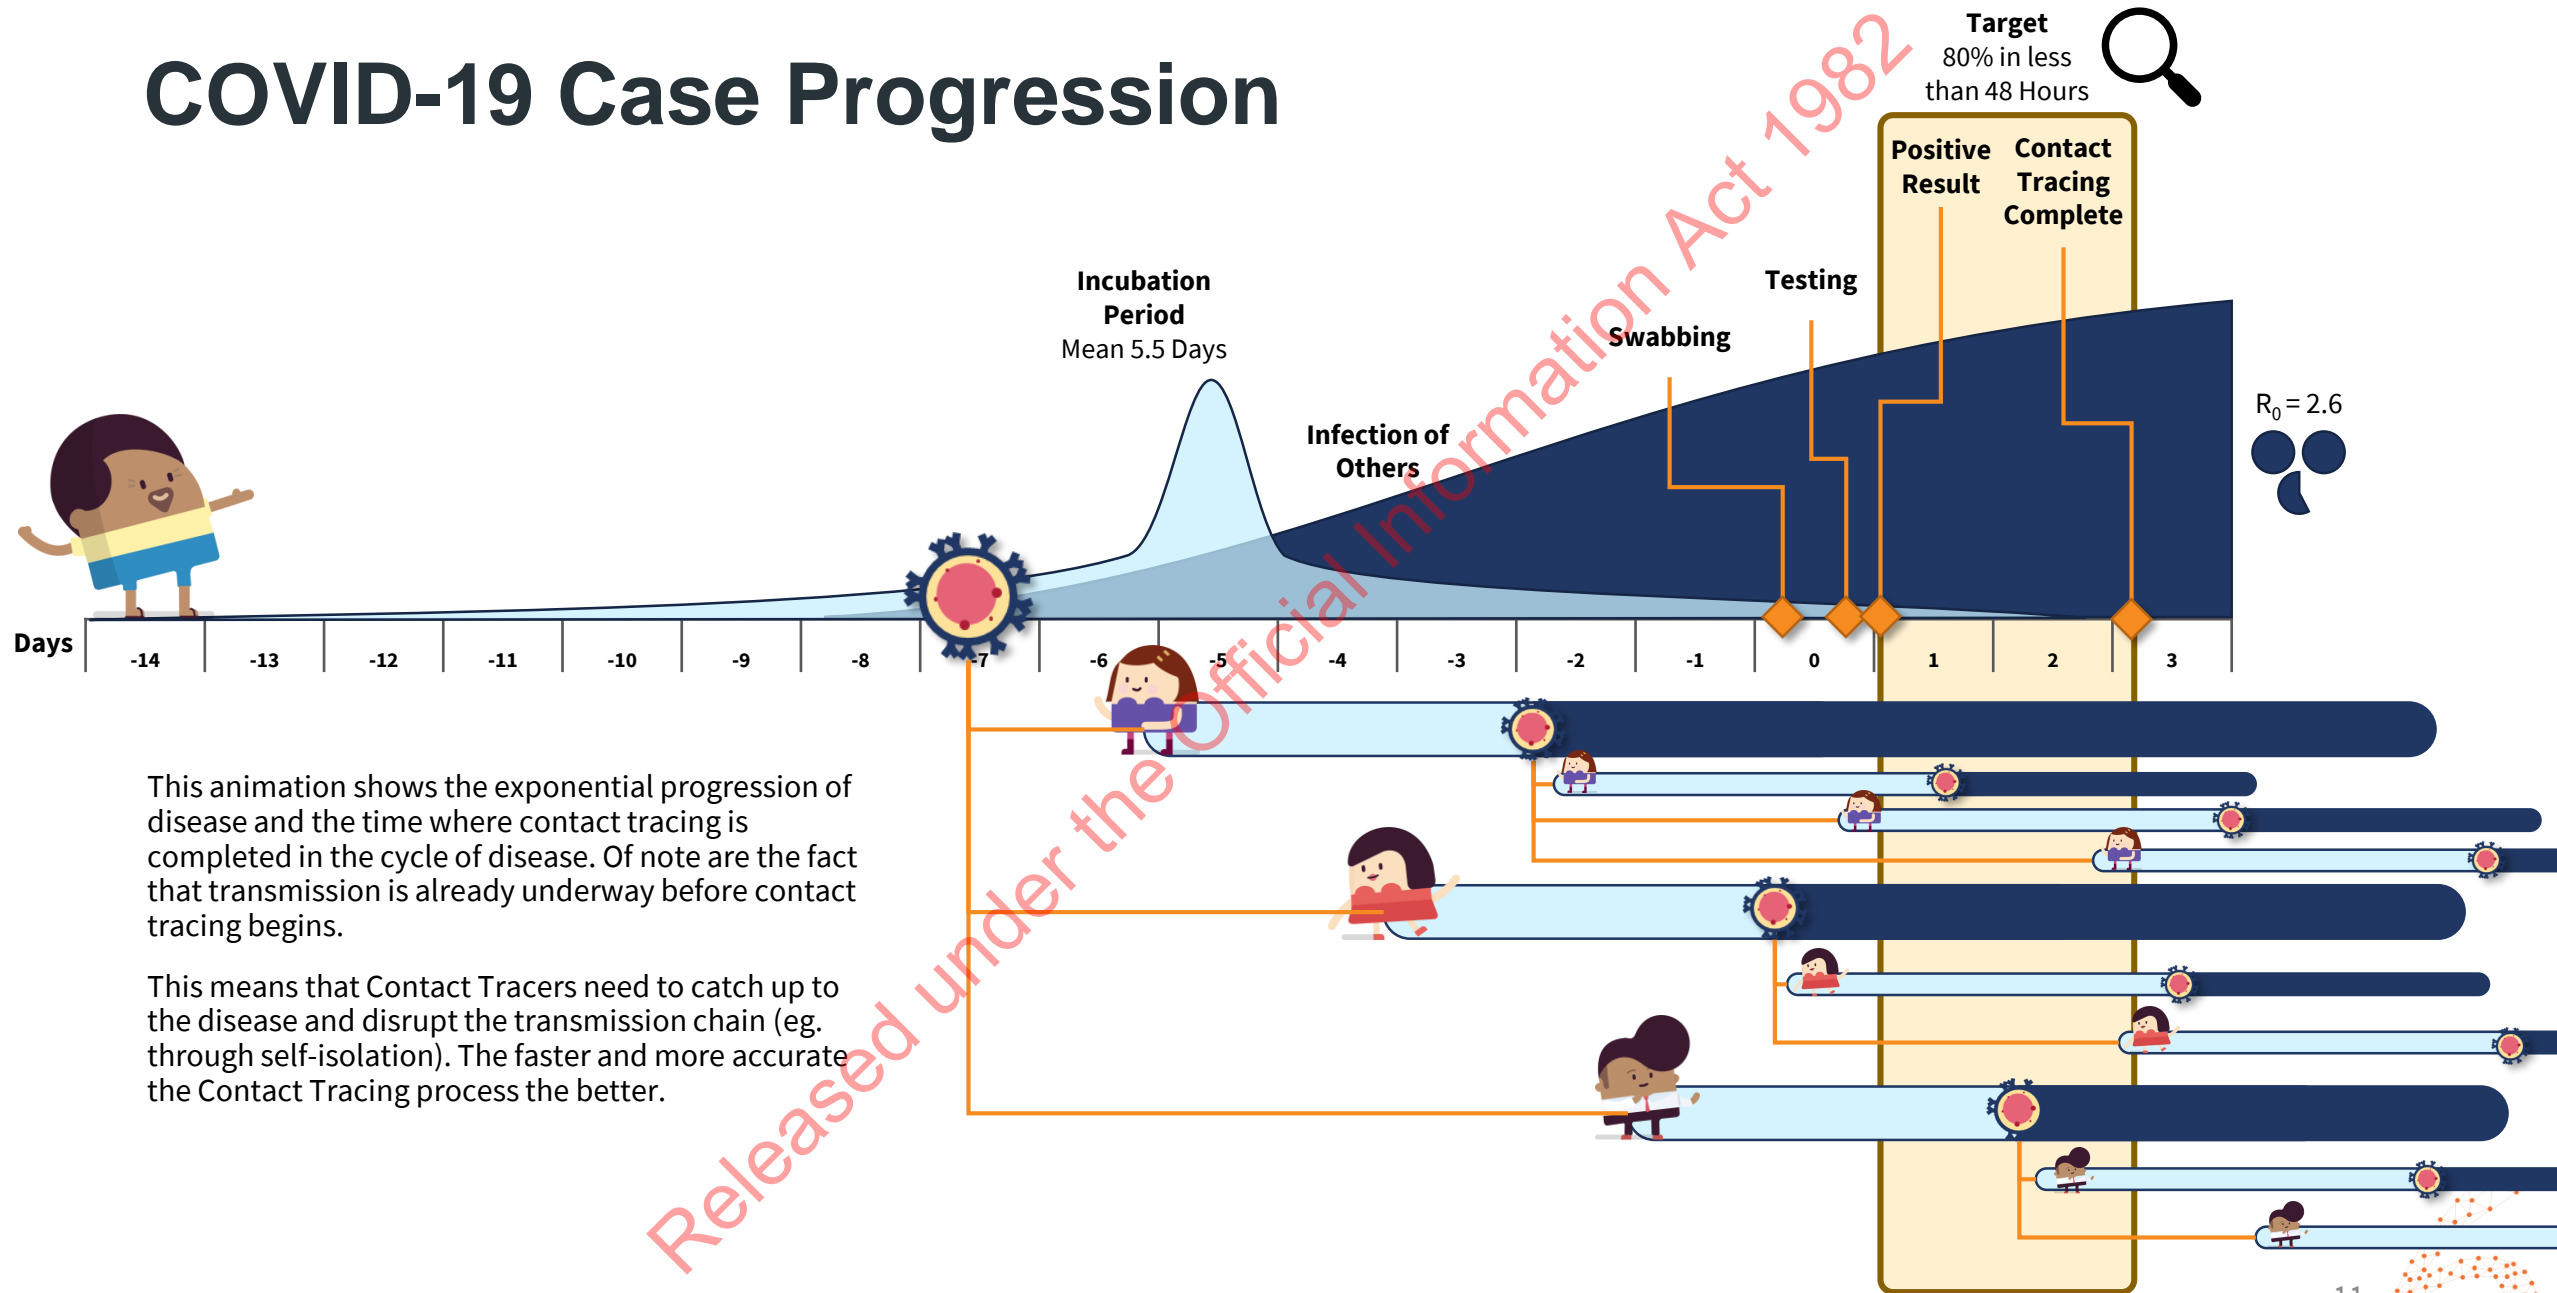 COVID-19 Case Progression
Target
80% in less
than 48 Hours
Positive
Result
Contact
Tracing
Complete
Incubation
Period
Mean 5.5 Days
Testing
Swabbing
Infection of
Others
R0 = 2.6
Days
-14 -13 -12 -11 -10 -9 -8 -7 -6 -5 -4 -3 -2 -1 0 1 2 3
This animation shows the exponential progression of
disease and the time where contact tracing is
completed in the cycle of disease. Of note are the fact
that transmission is already underway before contact
tracing begins.
This means that Contact Tracers need to catch up to
the disease and disrupt the transmission chain (eg.
through self-isolation). The faster and more accurate
the Contact Tracing process the better.
Released under the Official Information Act 1982
11